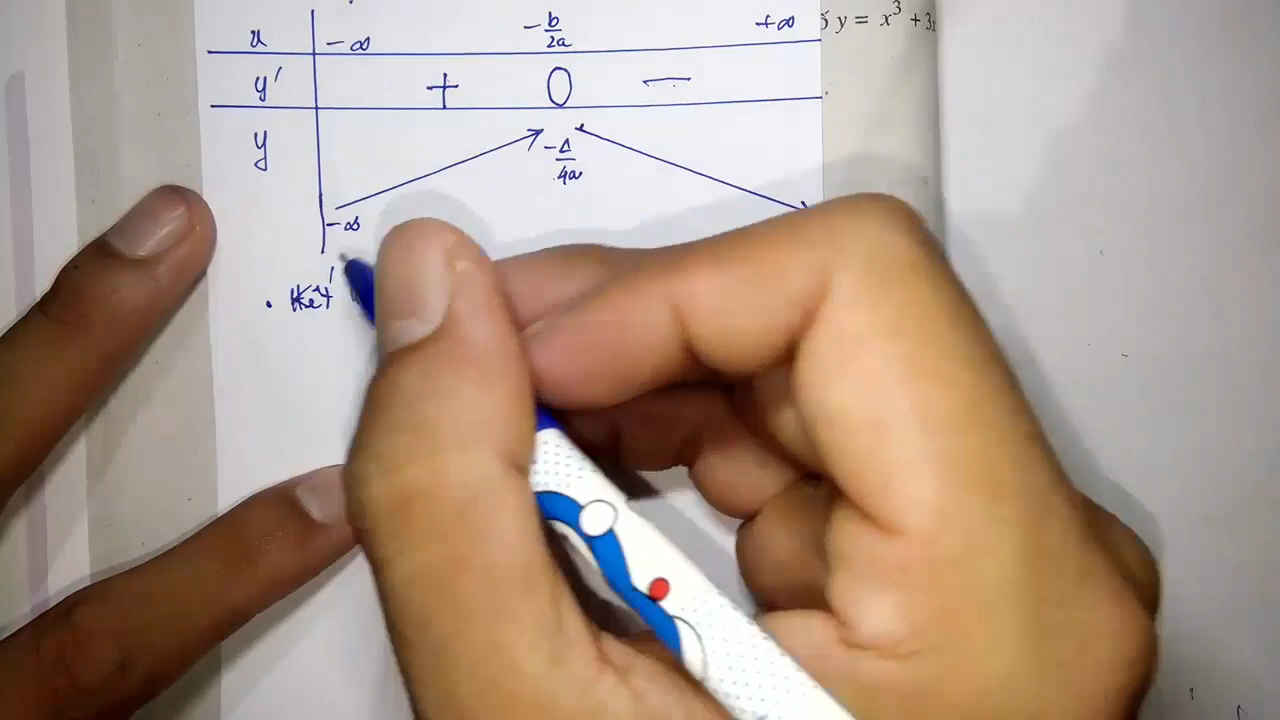 x -∞ -b/2a +∞
y' + 0 −
y -Δ/4a
-∞
• Kết
y = x³ + 3